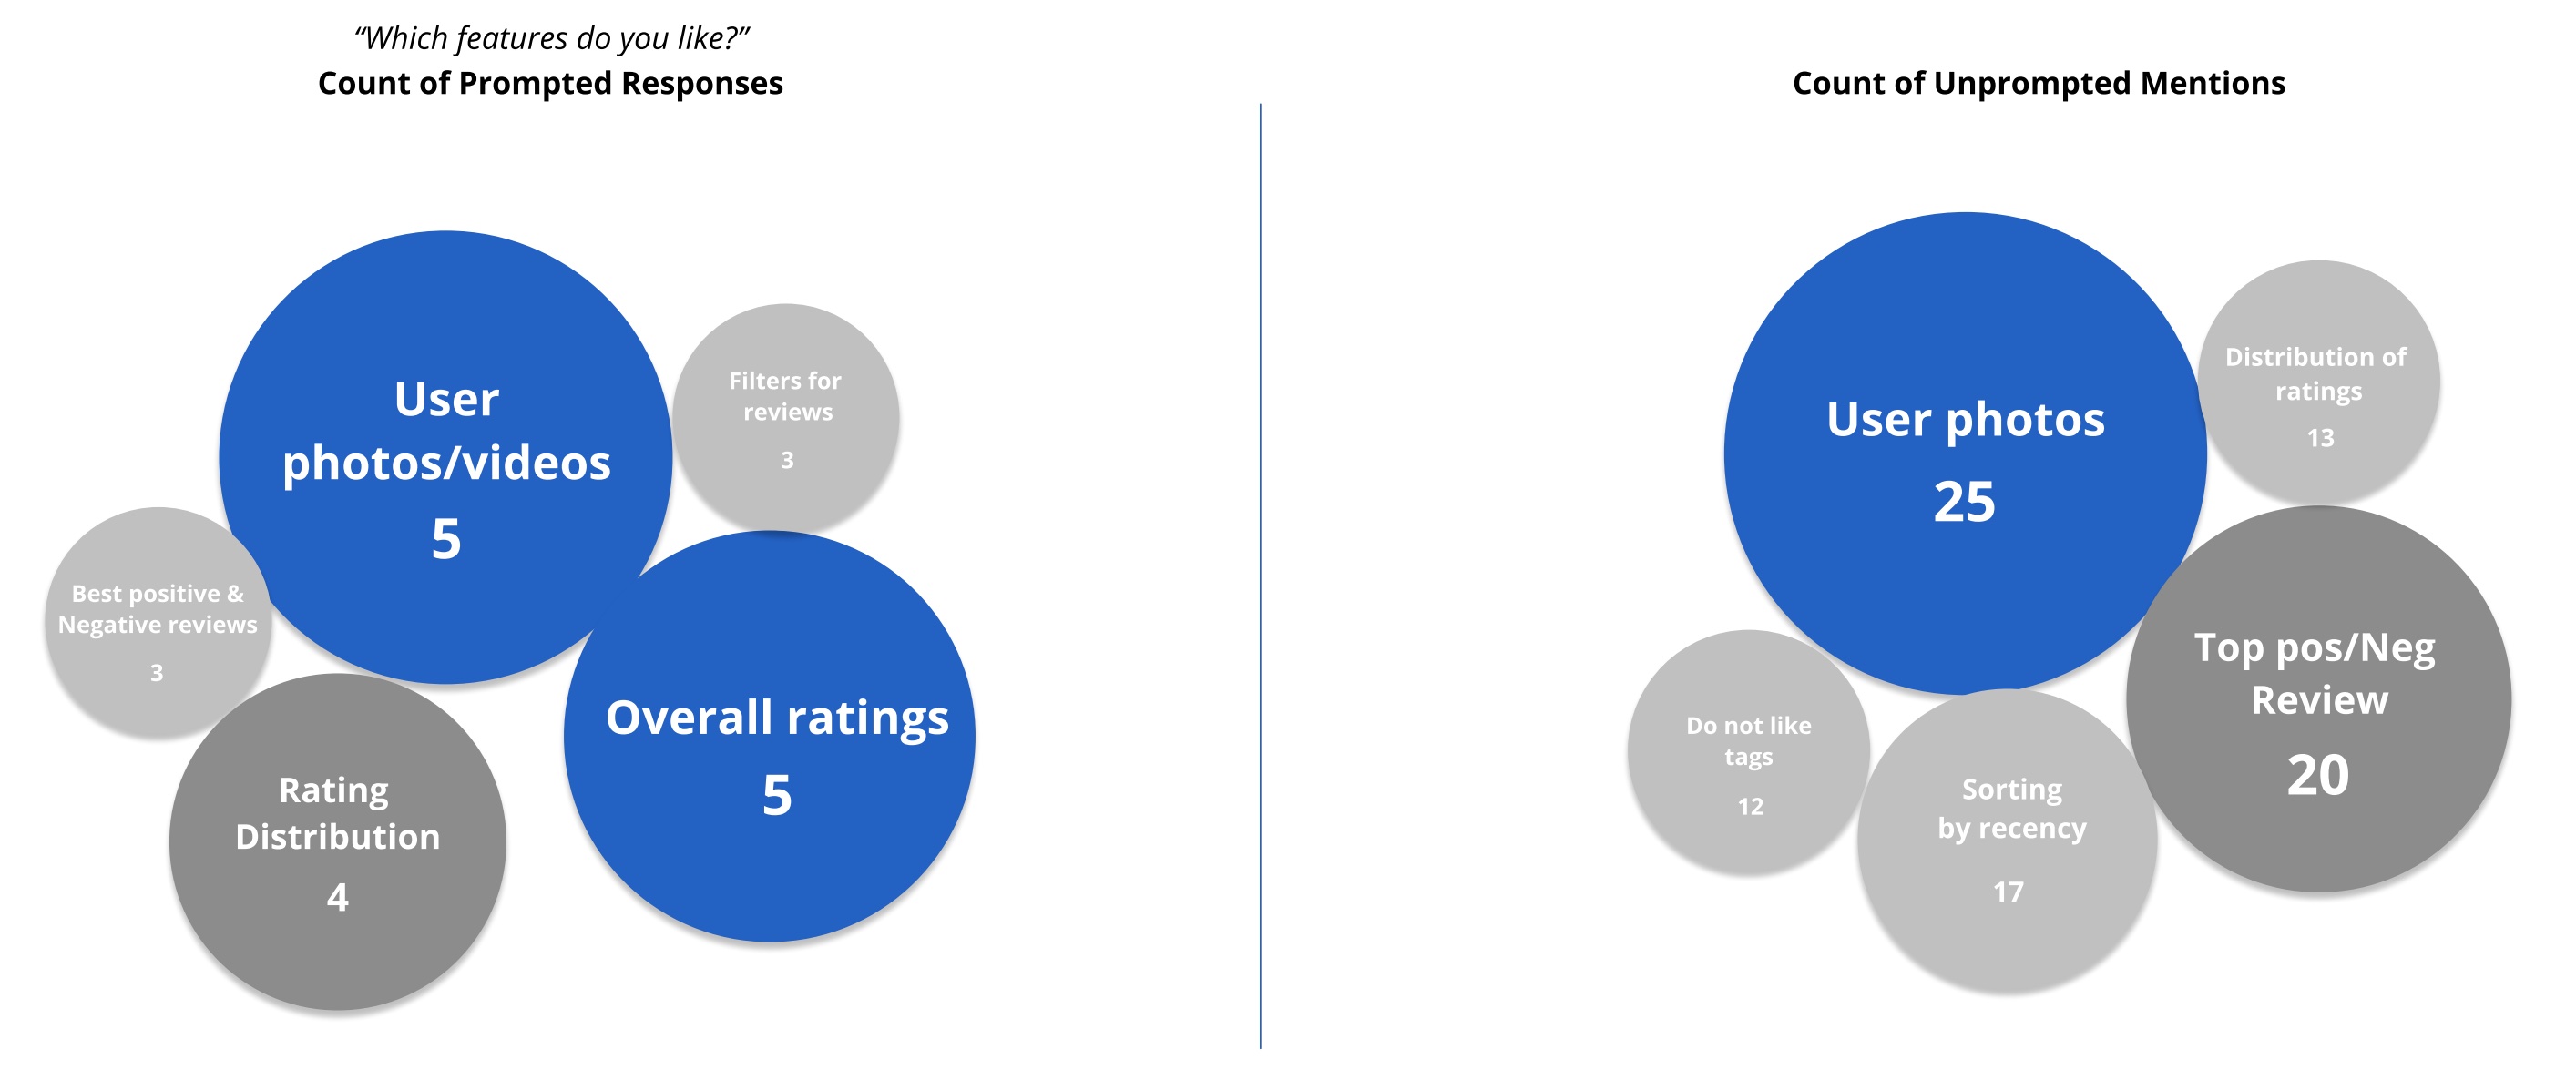 “Which features do you like?”
Count of Prompted Responses
User
photos/videos
5
Filters for
reviews
3
Best positive &
Negative reviews
3
Overall ratings
5
Rating
Distribution
4
Count of Unprompted Mentions
User photos
25
Distribution of
ratings
13
Top pos/Neg
Review
20
Do not like
tags
12
Sorting
by recency
17